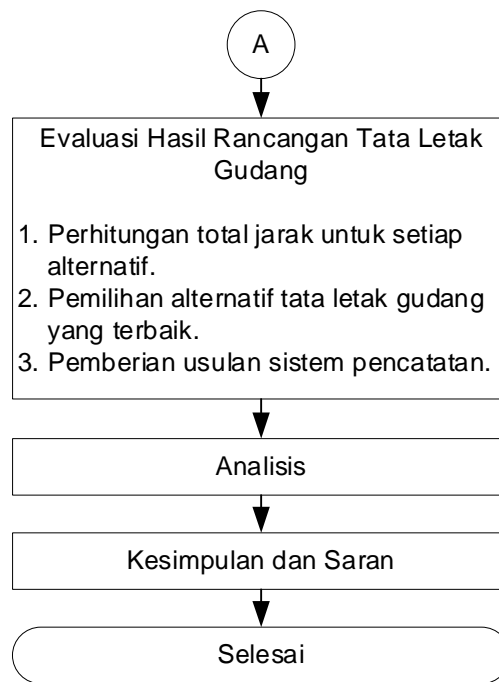 A
Evaluasi Hasil Rancangan Tata Letak
Gudang
1. Perhitungan total jarak untuk setiap
alternatif.
2. Pemilihan alternatif tata letak gudang
yang terbaik.
3. Pemberian usulan sistem pencatatan.
Analisis
Kesimpulan dan Saran
Selesai